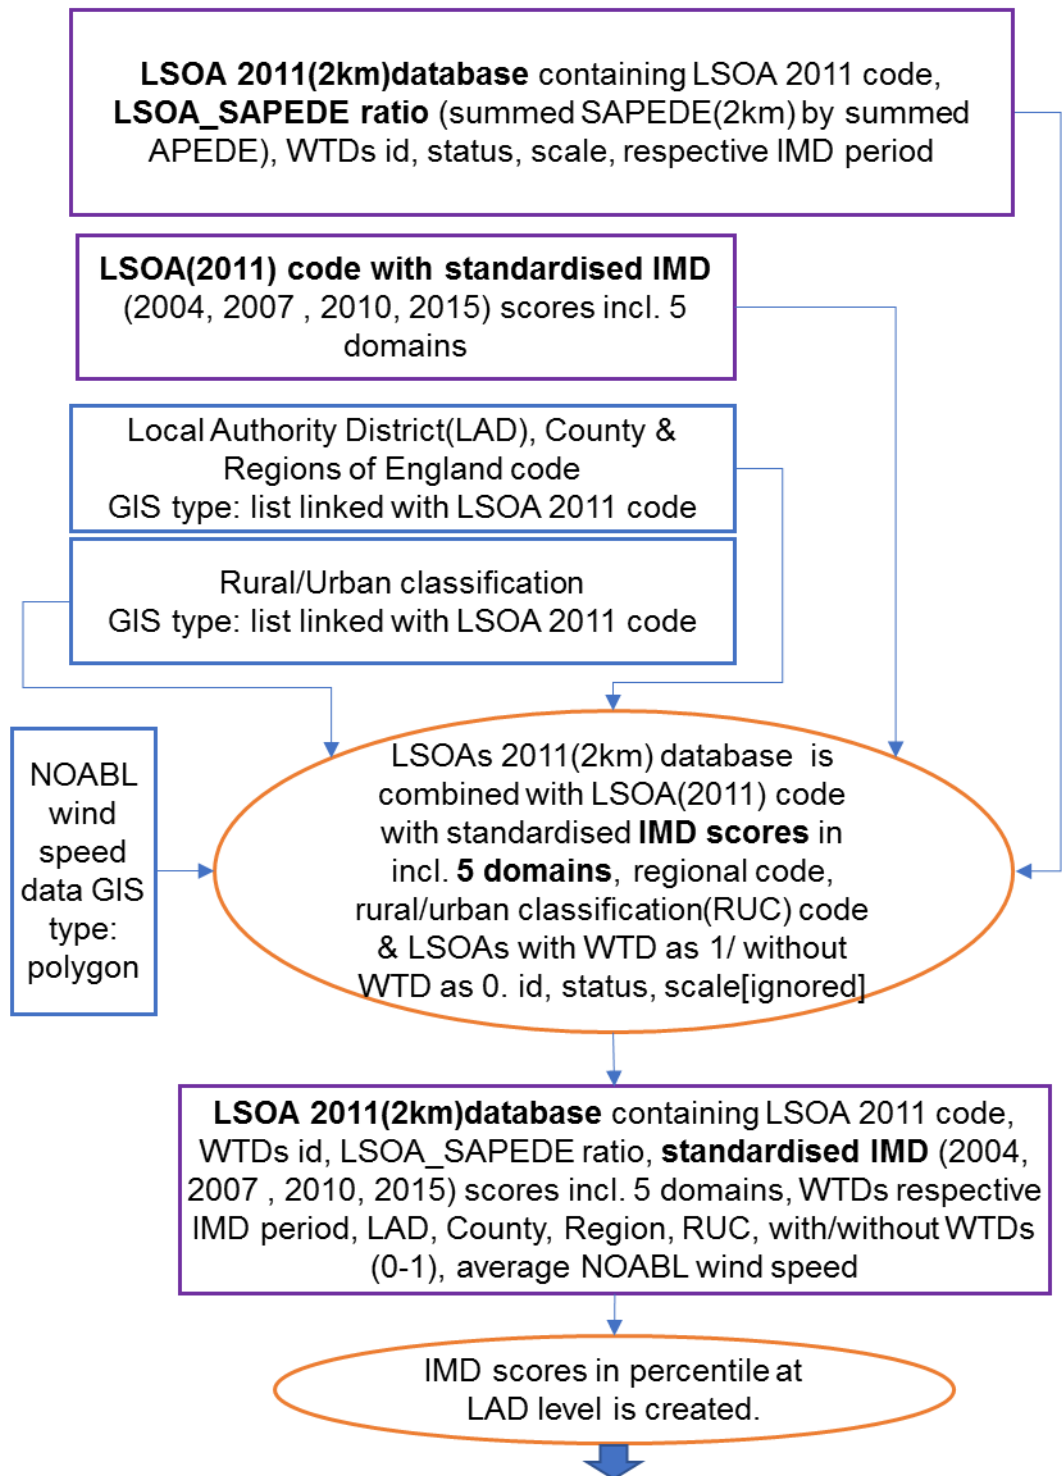 LSOA 2011(2km)database containing LSOA 2011 code,
LSOA_SAPEDE ratio (summed SAPEDE(2km) by summed
APEDE), WTDs id, status, scale, respective IMD period
LSOA(2011) code with standardised IMD
(2004, 2007 , 2010, 2015) scores incl. 5
domains
Local Authority District(LAD), County &
Regions of England code
GIS type: list linked with LSOA 2011 code
Rural/Urban classification
GIS type: list linked with LSOA 2011 code
NOABL
wind
speed
data GIS
type:
polygon
LSOAs 2011(2km) database is
combined with LSOA(2011) code
with standardised IMD scores in
incl. 5 domains, regional code,
rural/urban classification(RUC) code
& LSOAs with WTD as 1/ without
WTD as 0. id, status, scale[ignored]
LSOA 2011(2km)database containing LSOA 2011 code,
WTDs id, LSOA_SAPEDE ratio, standardised IMD (2004,
2007 , 2010, 2015) scores incl. 5 domains, WTDs respective
IMD period, LAD, County, Region, RUC, with/without WTDs
(0-1), average NOABL wind speed
IMD scores in percentile at
LAD level is created.